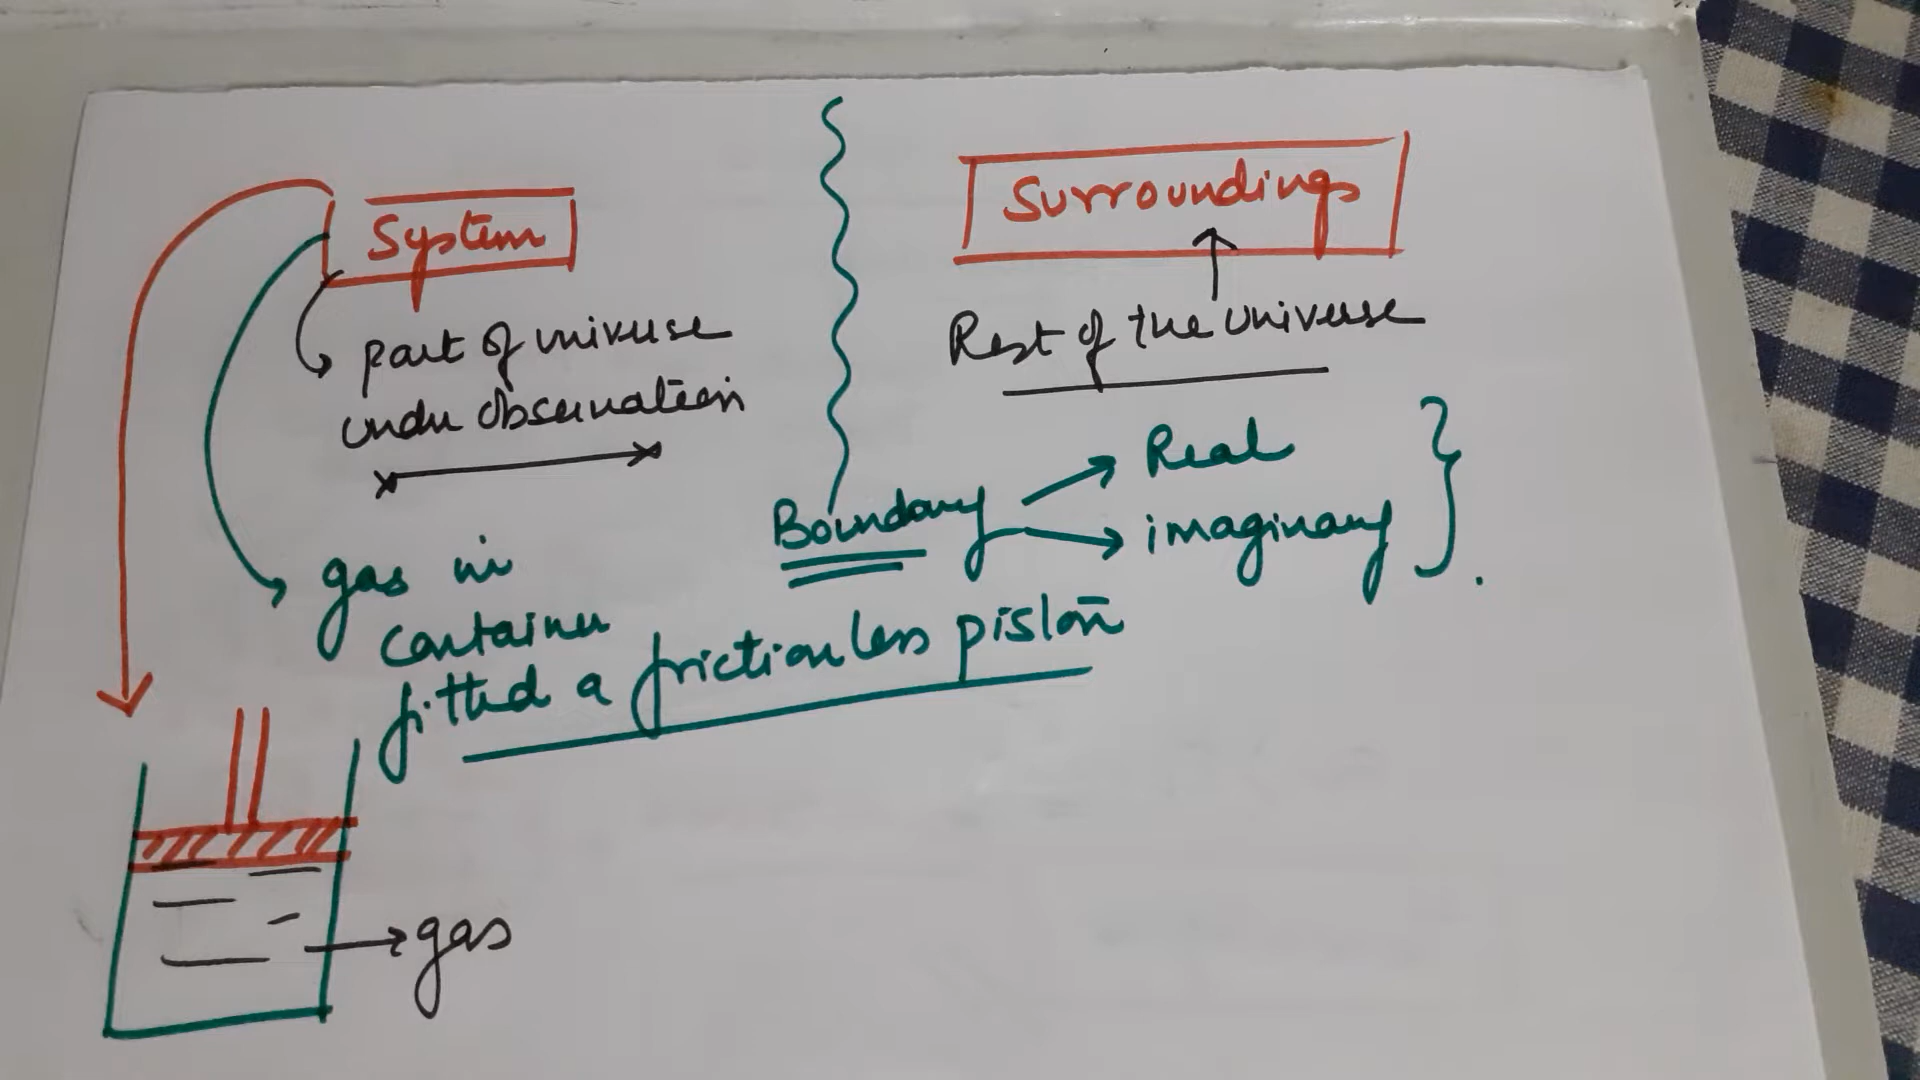 System
part of universe
under observation
gas in
container
fitted a frictionless piston
gas
Surroundings
Rest of the universe
Boundary
Real
imaginary